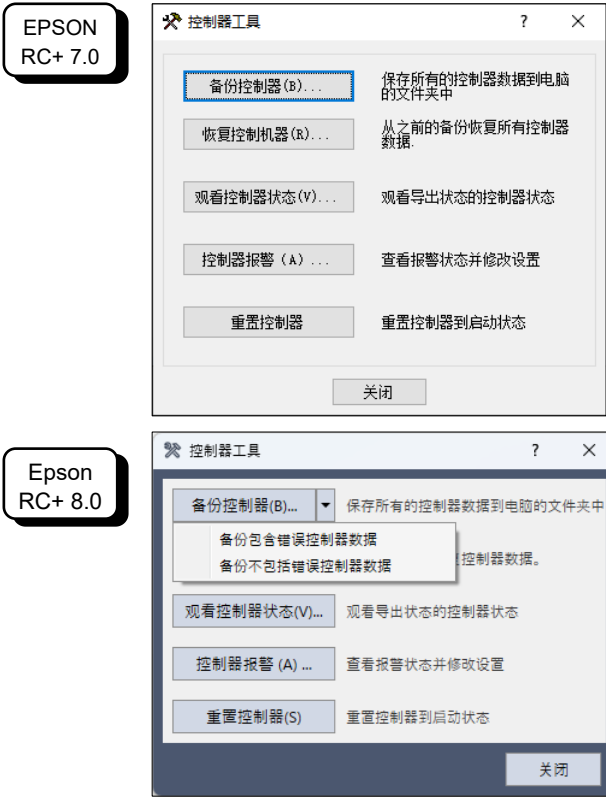 EPSON
RC+ 7.0
控制器工具
?
备份控制器(B)...
保存所有的控制器数据到电脑
的文件夹中
恢复控制机器(R)...
从之前的备份恢复所有控制器
数据.
观看控制器状态(V)...
观看导出状态的控制器状态
控制器报警 (A) ...
查看报警状态并修改设置
重置控制器
重置控制器到启动状态
关闭
Epson
RC+ 8.0
控制器工具
?
备份控制器(B)...
保存所有的控制器数据到电脑的文件夹中
备份包含错误控制器数据
备份不包括错误控制器数据
控制器数据。
观看控制器状态(V)...
观看导出状态的控制器状态
控制器报警 (A) ...
查看报警状态并修改设置
重置控制器(S)
重置控制器到启动状态
关闭